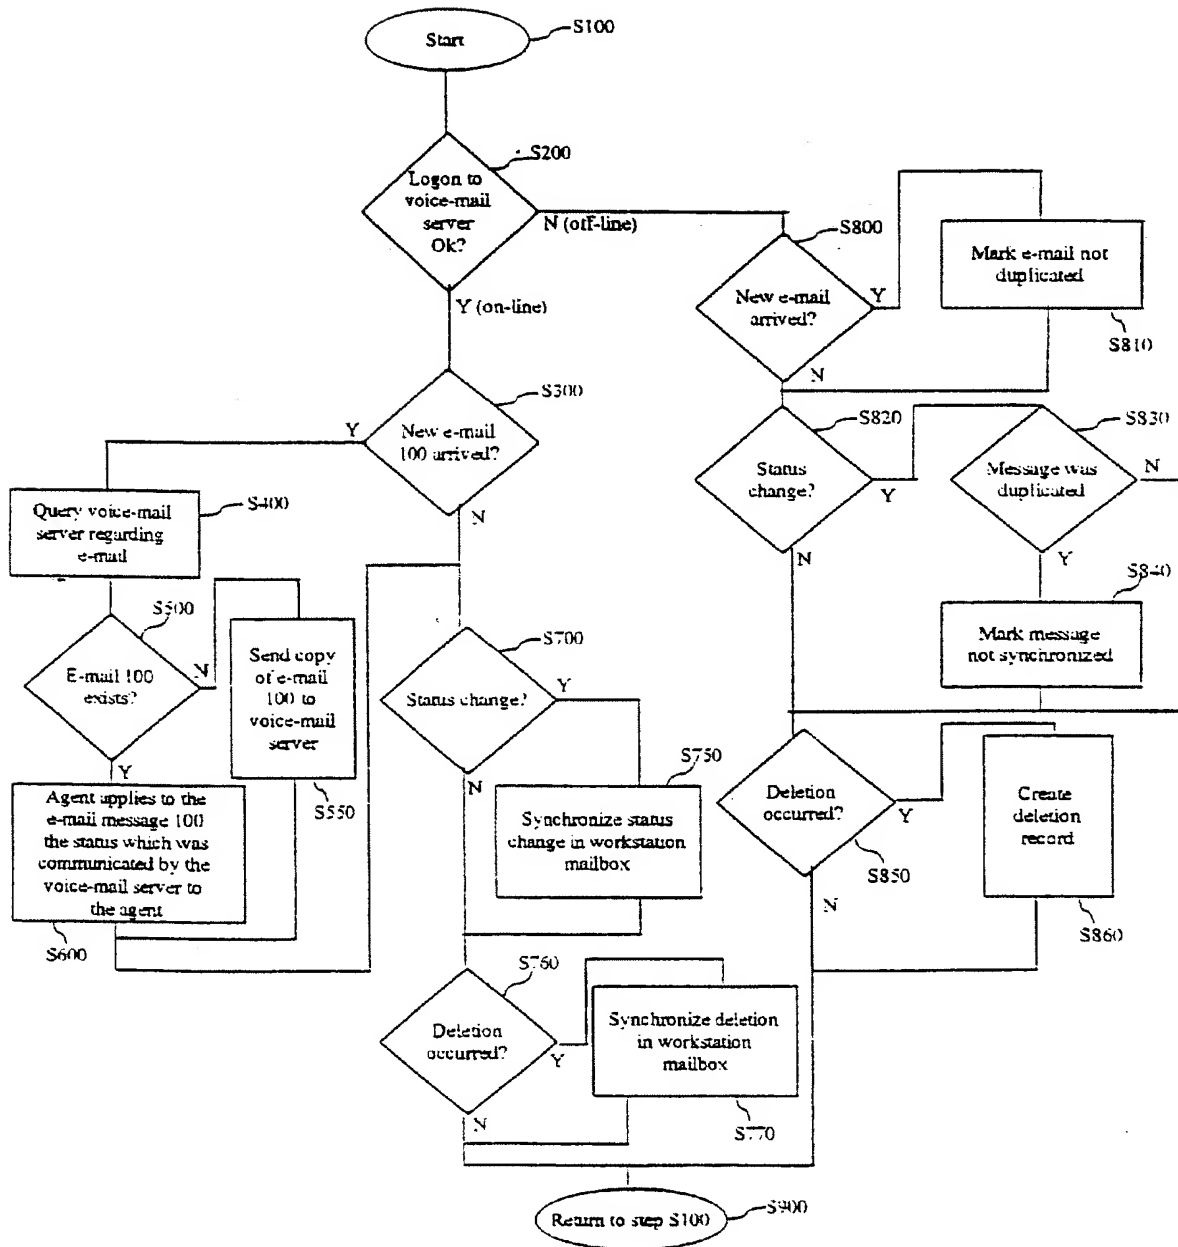 Start
S100
Logon to
voice-mail
server
Ok?
S200
N (off-line)
Y (on-line)
New e-mail
arrived?
S800
Y
N
Mark e-mail not
duplicated
S810
New e-mail
100 arrived?
S300
Y
N
Status
change?
S820
Y
N
Message was
duplicated
S830
N
Y
Query voice-mail
server regarding
e-mail
S400
E-mail 100
exists?
S500
N
Y
Send copy
of e-mail
100 to
voice-mail
server
S550
Status change?
S700
Y
N
Mark message
not synchronized
S840
Agent applies to the
e-mail message 100
the status which was
communicated by the
voice-mail server to
the agent
S600
Synchronize status
change in workstation
mailbox
S750
Deletion
occurred?
S850
Y
N
Create
deletion
record
S860
Deletion
occurred?
S760
Y
N
Synchronize deletion
in workstation
mailbox
S770
Return to step S100
S900